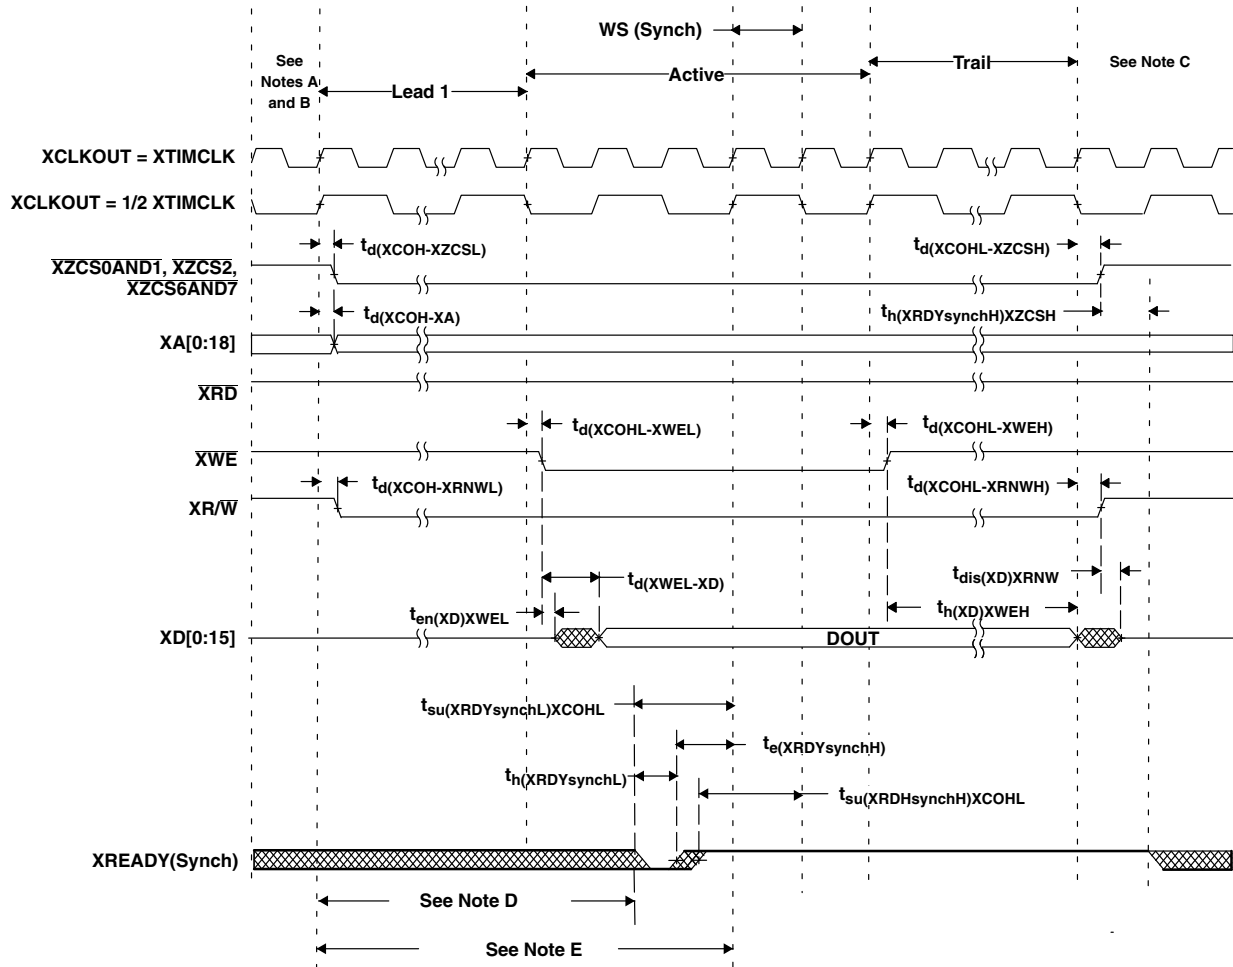 WS (Synch)
See
Notes A
and B
Lead 1
Active
Trail
See Note C
XCLKOUT = XTIMCLK
XCLKOUT = 1/2 XTIMCLK
td(XCOH-XZCSL)
td(XCOHL-XZCSH)
XZCS0AND1, XZCS2,
XZCS6AND7
td(XCOH-XA)
th(XRDYsynchH)XZCSH
XA[0:18]
XRD
td(XCOHL-XWEL)
td(XCOHL-XWEH)
XWE
td(XCOH-XRNWL)
td(XCOHL-XRNWH)
XR/W
td(XWEL-XD)
tdis(XD)XRNW
ten(XD)XWEL
th(XD)XWEH
XD[0:15]
DOUT
tsu(XRDYsynchL)XCOHL
te(XRDYsynchH)
th(XRDYsynchL)
tsu(XRDHsynchH)XCOHL
XREADY(Synch)
See Note D
See Note E